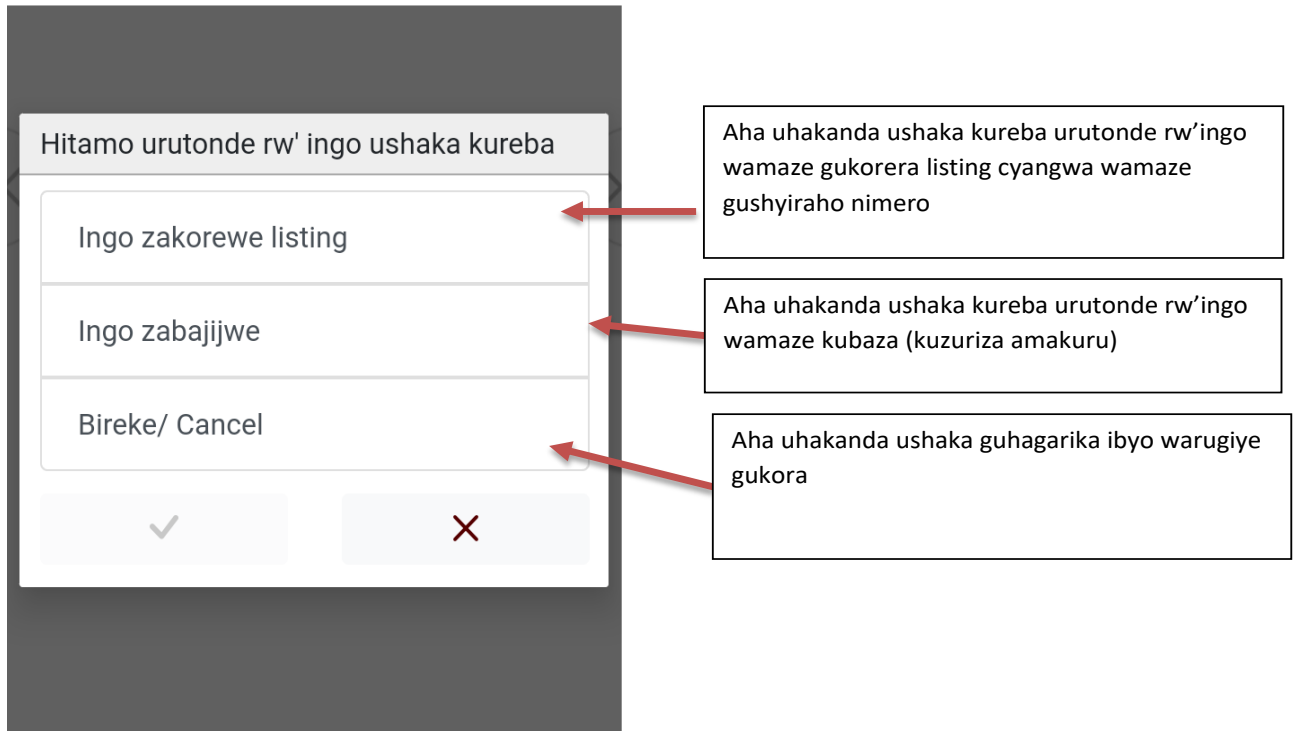 Hitamo urutonde rw' ingo ushaka kureba
Ingo zakorewe listing
Ingo zabajijwe
Bireke/ Cancel
Aha uhakanda ushaka kureba urutonde rw’ingo
wamaze gukorera listing cyangwa wamaze
gushyiraho nimero
Aha uhakanda ushaka kureba urutonde rw’ingo
wamaze kubaza (kuzuriza amakuru)
Aha uhakanda ushaka guhagarika ibyo warugiye
gukora